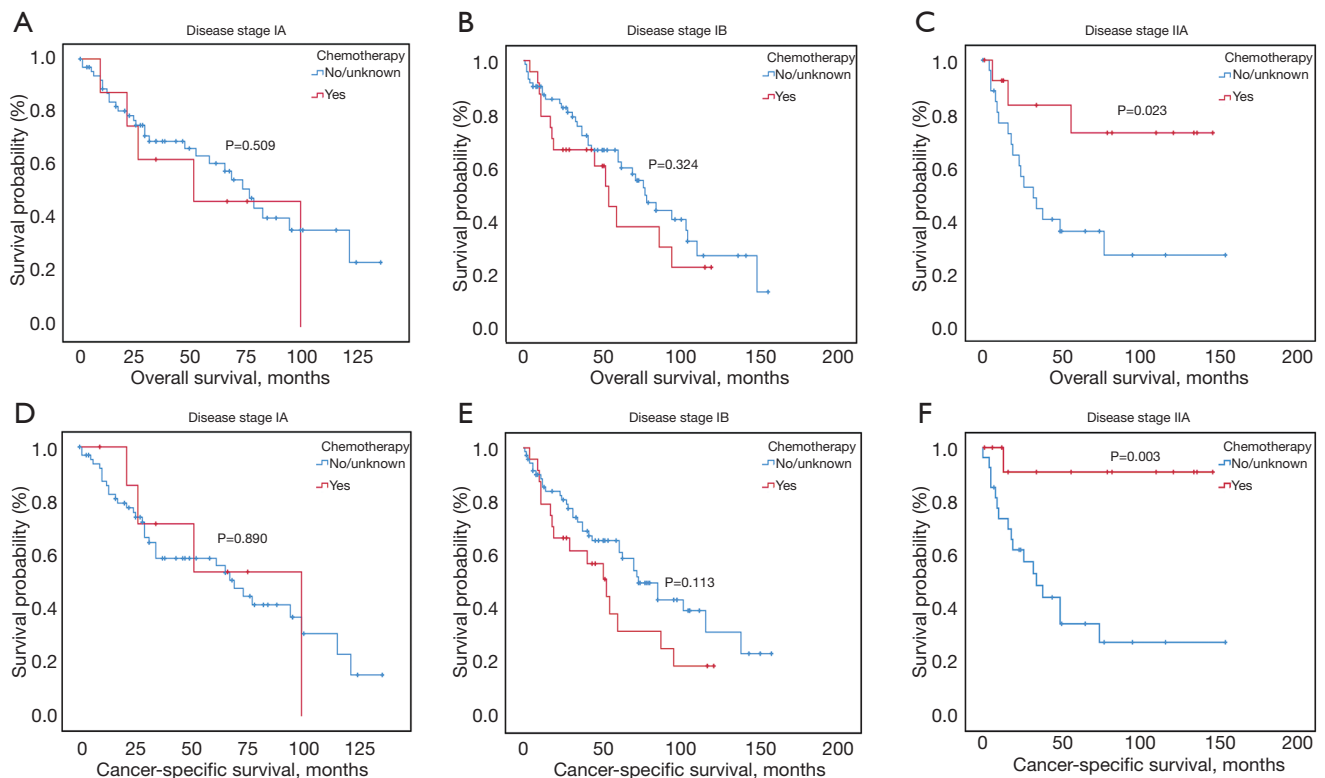 A
Disease stage IA
Chemotherapy
No/unknown
Yes
P=0.509
Survival probability (%)
1.0
0.8
0.6
0.4
0.2
0.0
0 25 50 75 100 125
Overall survival, months
B
Disease stage IB
Chemotherapy
No/unknown
Yes
P=0.324
Survival probability (%)
1.0
0.8
0.6
0.4
0.2
0.0
0 50 100 150 200
Overall survival, months
C
Disease stage IIA
Chemotherapy
No/unknown
Yes
P=0.023
Survival probability (%)
1.0
0.8
0.6
0.4
0.2
0.0
0 50 100 150 200
Overall survival, months
D
Disease stage IA
Chemotherapy
No/unknown
Yes
P=0.890
Survival probability (%)
1.0
0.8
0.6
0.4
0.2
0.0
0 25 50 75 100 125
Cancer-specific survival, months
E
Disease stage IB
Chemotherapy
No/unknown
Yes
P=0.113
Survival probability (%)
1.0
0.8
0.6
0.4
0.2
0.0
0 50 100 150 200
Cancer-specific survival, months
F
Disease stage IIA
Chemotherapy
No/unknown
Yes
P=0.003
Survival probability (%)
1.0
0.8
0.6
0.4
0.2
0.0
0 50 100 150 200
Cancer-specific survival, months